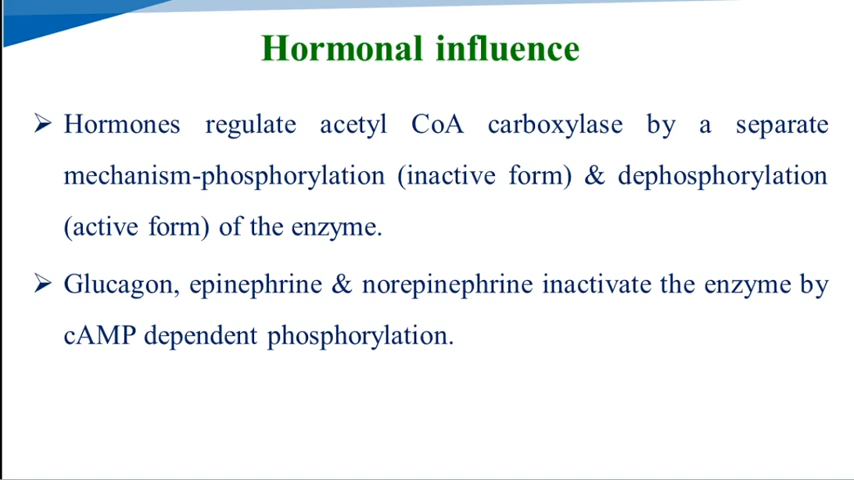 Hormonal influence
Hormones regulate acetyl CoA carboxylase by a separate
mechanism-phosphorylation (inactive form) & dephosphorylation
(active form) of the enzyme.
Glucagon, epinephrine & norepinephrine inactivate the enzyme by
cAMP dependent phosphorylation.